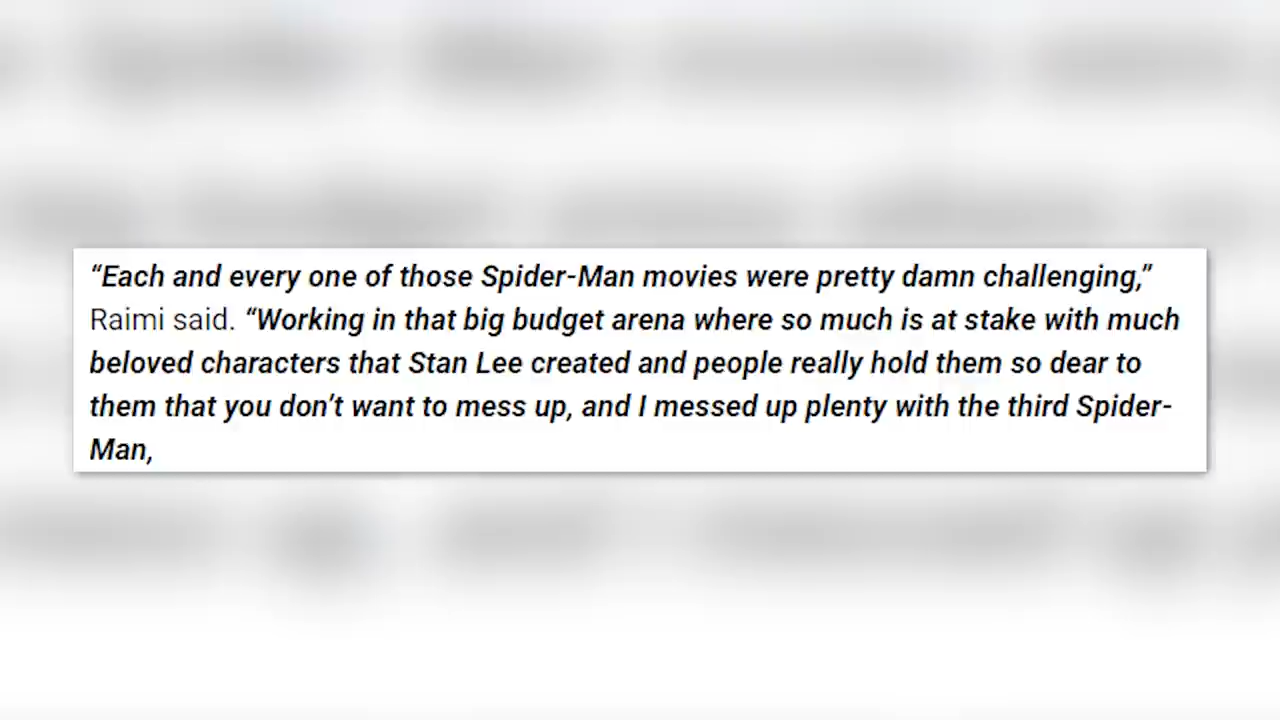 “Each and every one of those Spider-Man movies were pretty damn challenging,”
Raimi said. “Working in that big budget arena where so much is at stake with much
beloved characters that Stan Lee created and people really hold them so dear to
them that you don’t want to mess up, and I messed up plenty with the third Spider-
Man,